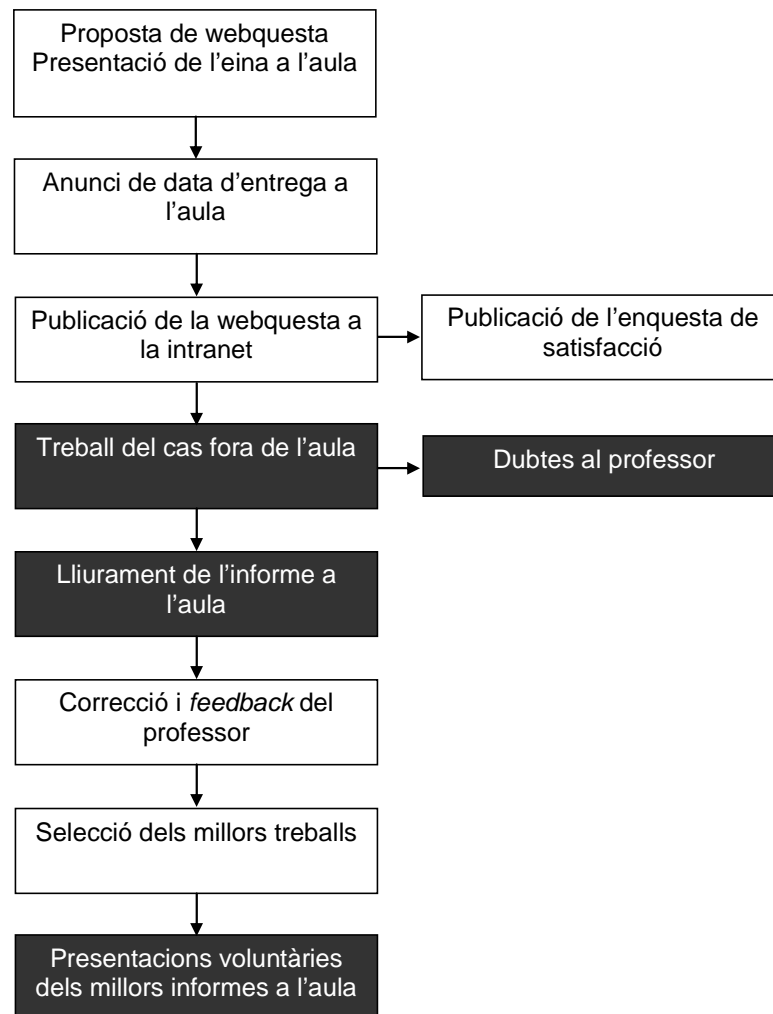 Proposta de webquesta
Presentació de l’eina a l’aula
Anunci de data d’entrega a
l’aula
Publicació de la webquesta a
la intranet
Publicació de l’enquesta de
satisfacció
Treball del cas fora de l’aula
Dubtes al professor
Lliurament de l’informe a
l’aula
Correcció i feedback del
professor
Selecció dels millors treballs
Presentacions voluntàries
dels millors informes a l’aula